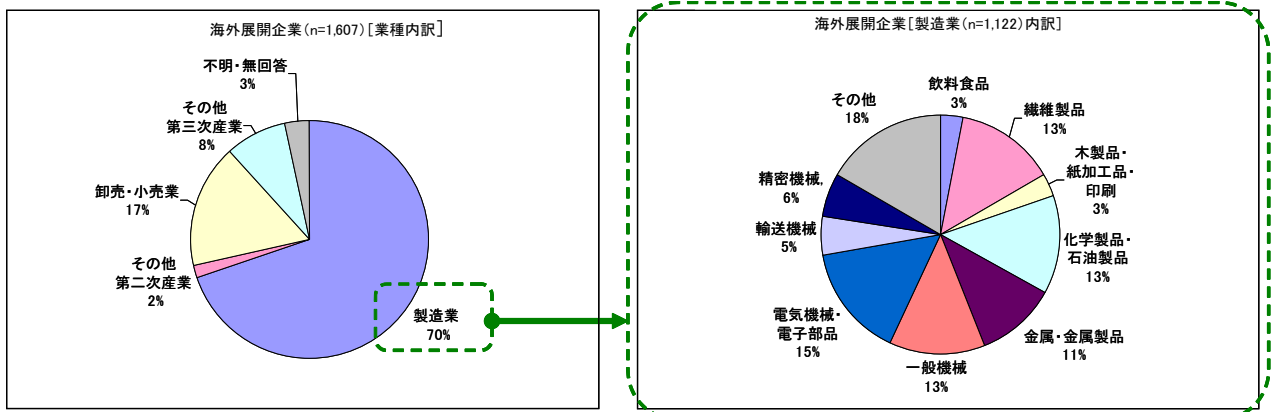 海外展開企業(n=1,607)[業種内訳]
不明・無回答
3%
その他
第三次産業
8%
卸売・小売業
17%
その他
第二次産業
2%
製造業
70%
海外展開企業[製造業(n=1,122)内訳]
飲料食品
3%
繊維製品
13%
木製品・
紙加工品・
印刷
3%
化学製品・
石油製品
13%
金属・金属製品
11%
一般機械
13%
電気機械・
電子部品
15%
輸送機械
5%
精密機械,
6%
その他
18%